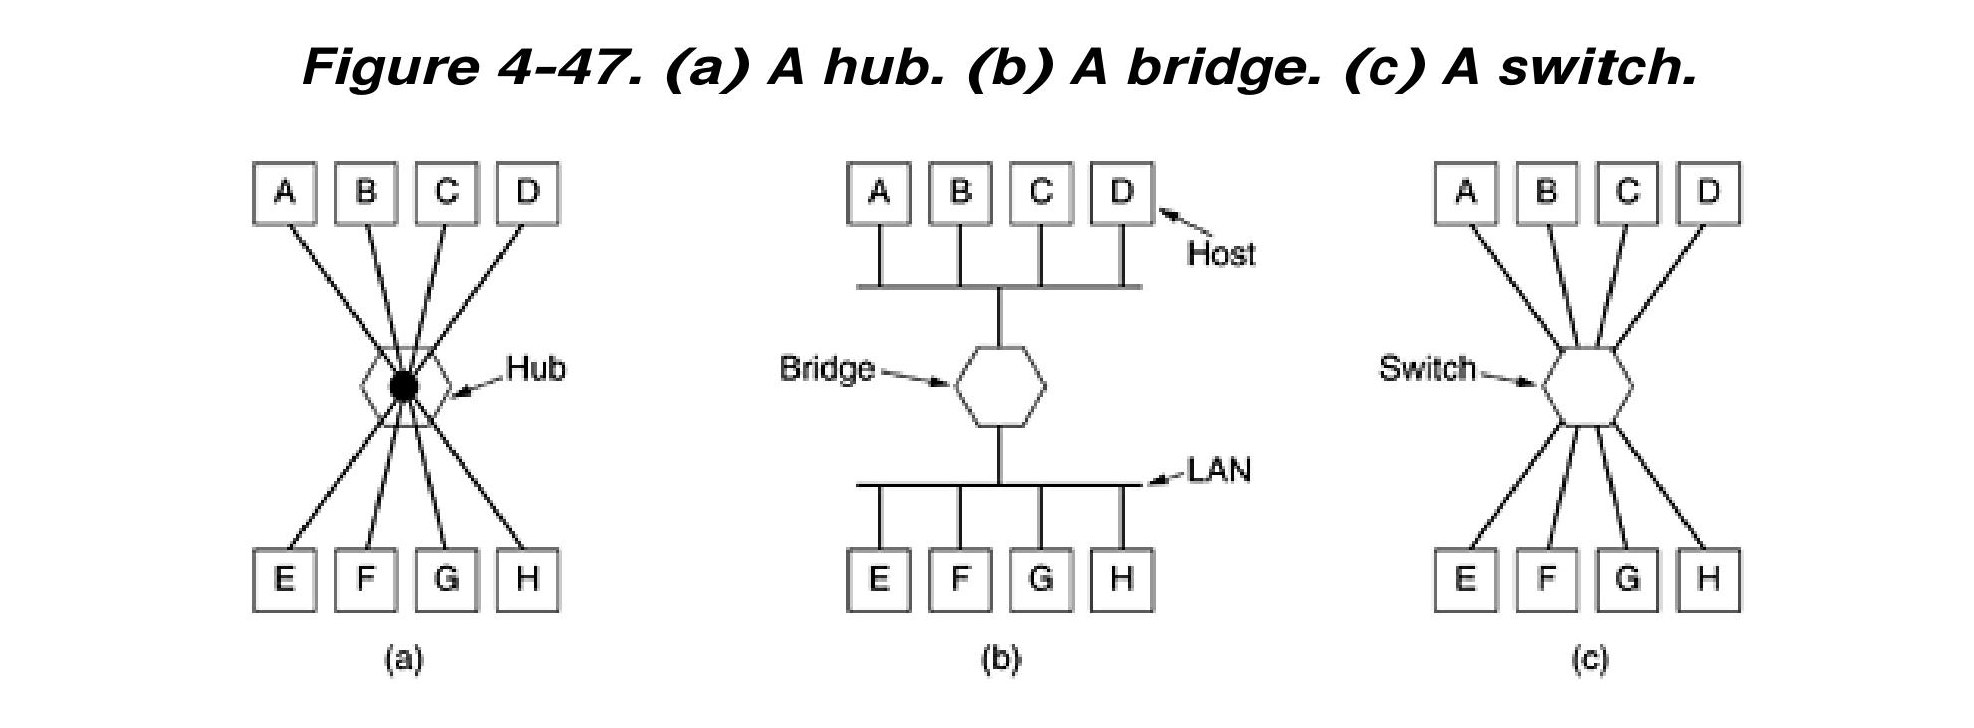 Figure 4-47. (a) A hub. (b) A bridge. (c) A switch.
A B C D
Hub
E F G H
(a)
A B C D
Host
Bridge
LAN
E F G H
(b)
A B C D
Switch
E F G H
(c)